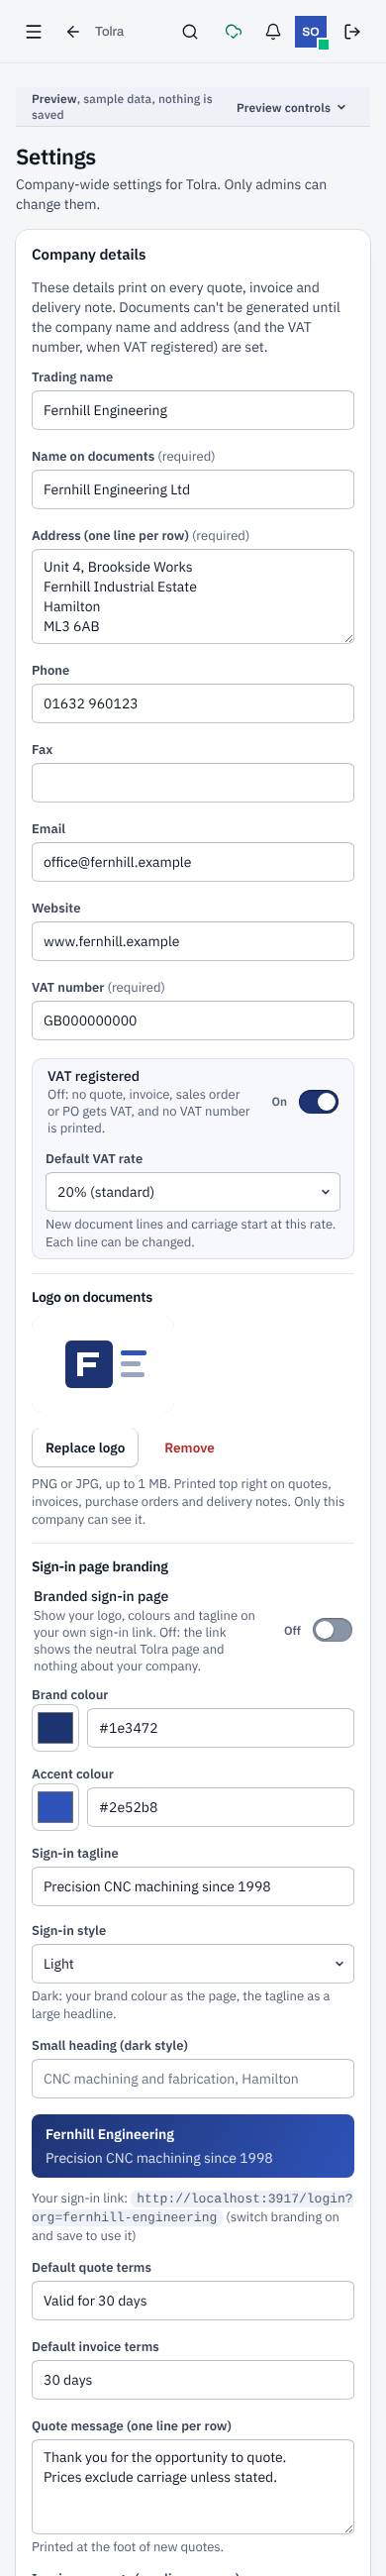 Tolra
SO
Preview, sample data, nothing is
saved
Preview controls
Settings
Company-wide settings for Tolra. Only admins can
change them.
Company details
These details print on every quote, invoice and
delivery note. Documents can't be generated until
the company name and address (and the VAT
number, when VAT registered) are set.
Trading name
Fernhill Engineering
Name on documents (required)
Fernhill Engineering Ltd
Address (one line per row) (required)
Unit 4, Brookside Works
Fernhill Industrial Estate
Hamilton
ML3 6AB
Phone
01632 960123
Fax
Email
office@fernhill.example
Website
www.fernhill.example
VAT number (required)
GB000000000
VAT registered
Off: no quote, invoice, sales order
or PO gets VAT, and no VAT number
is printed.
On
Default VAT rate
20% (standard)
New document lines and carriage start at this rate.
Each line can be changed.
Logo on documents
F
Replace logo
Remove
PNG or JPG, up to 1 MB. Printed top right on quotes,
invoices, purchase orders and delivery notes. Only this
company can see it.
Sign-in page branding
Branded sign-in page
Show your logo, colours and tagline on
your own sign-in link. Off: the link
shows the neutral Tolra page and
nothing about your company.
Off
Brand colour
#1e3472
Accent colour
#2e52b8
Sign-in tagline
Precision CNC machining since 1998
Sign-in style
Light
Dark: your brand colour as the page, the tagline as a
large headline.
Small heading (dark style)
CNC machining and fabrication, Hamilton
Fernhill Engineering
Precision CNC machining since 1998
Your sign-in link: http://localhost:3917/login?
org=fernhill-engineering (switch branding on
and save to use it)
Default quote terms
Valid for 30 days
Default invoice terms
30 days
Quote message (one line per row)
Thank you for the opportunity to quote.
Prices exclude carriage unless stated.
Printed at the foot of new quotes.